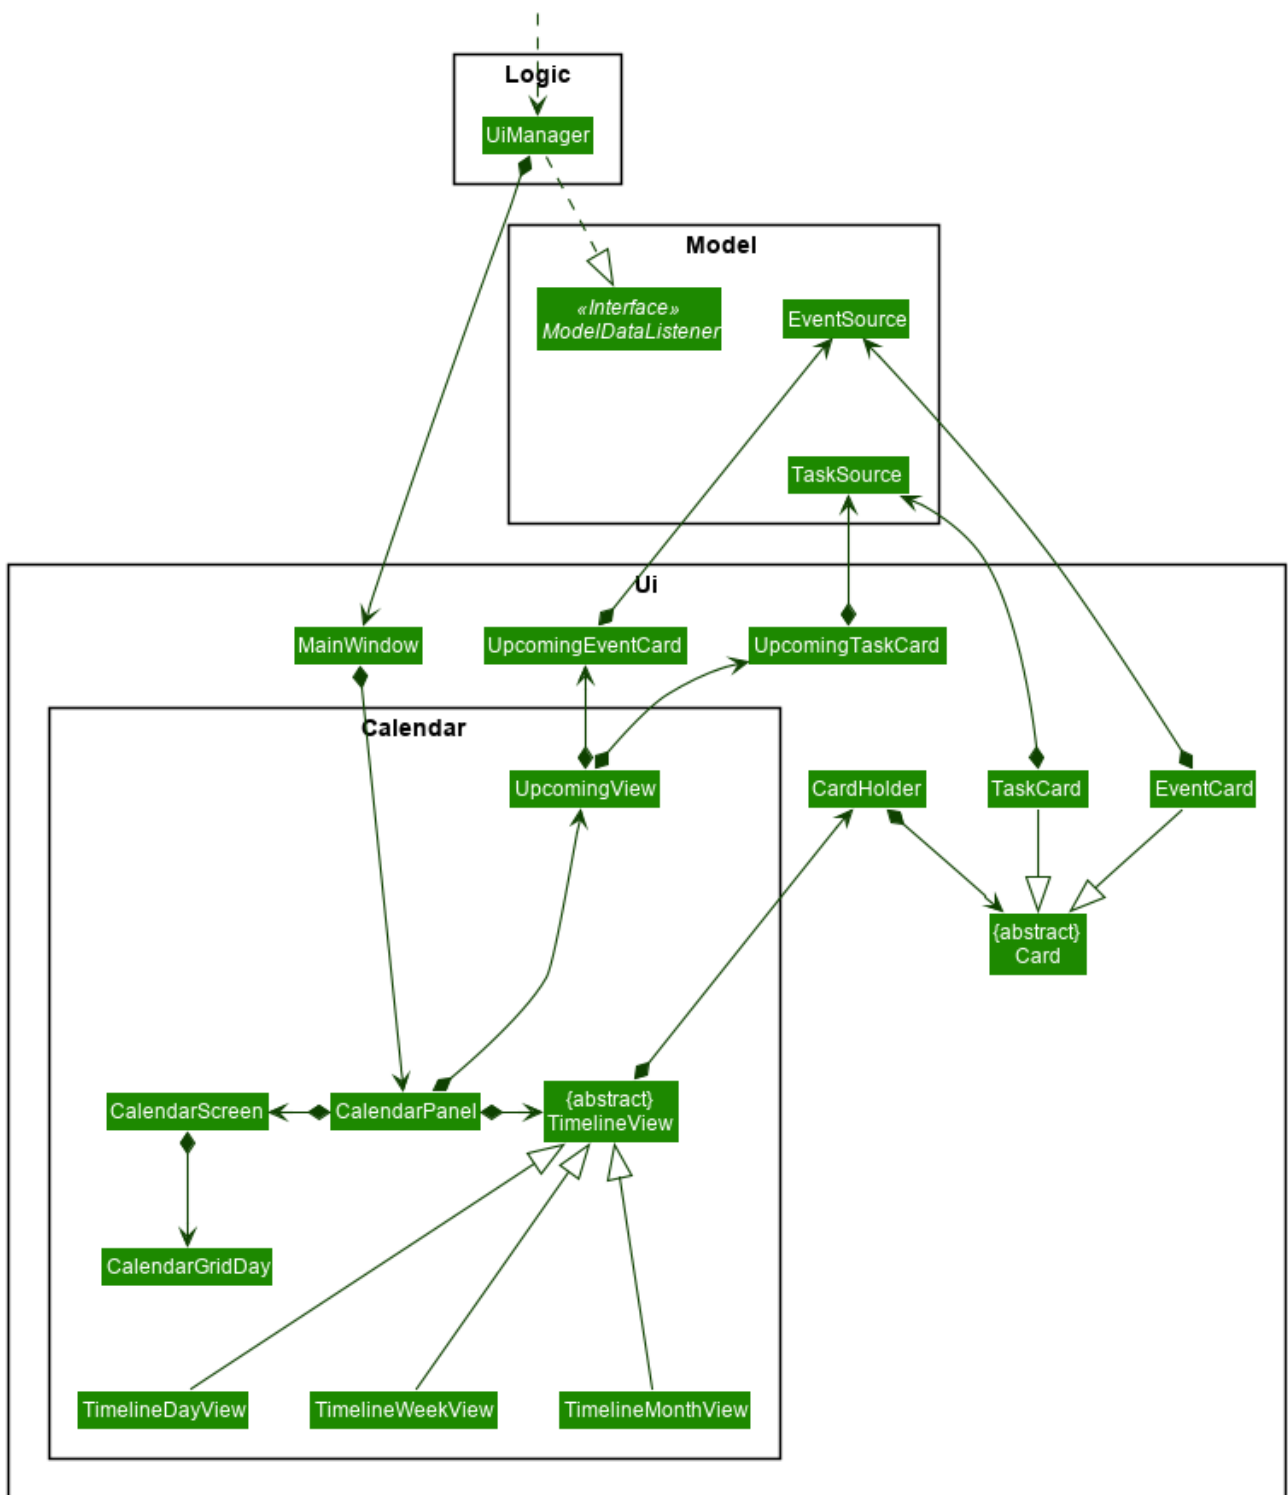 Logic
UiManager
Model
«Interface»
ModelDataListener
EventSource
TaskSource
Ui
MainWindow
UpcomingEventCard
UpcomingTaskCard
Calendar
UpcomingView
CardHolder
TaskCard
EventCard
{abstract}
Card
CalendarScreen
CalendarPanel
{abstract}
TimelineView
CalendarGridDay
TimelineDayView
TimelineWeekView
TimelineMonthView